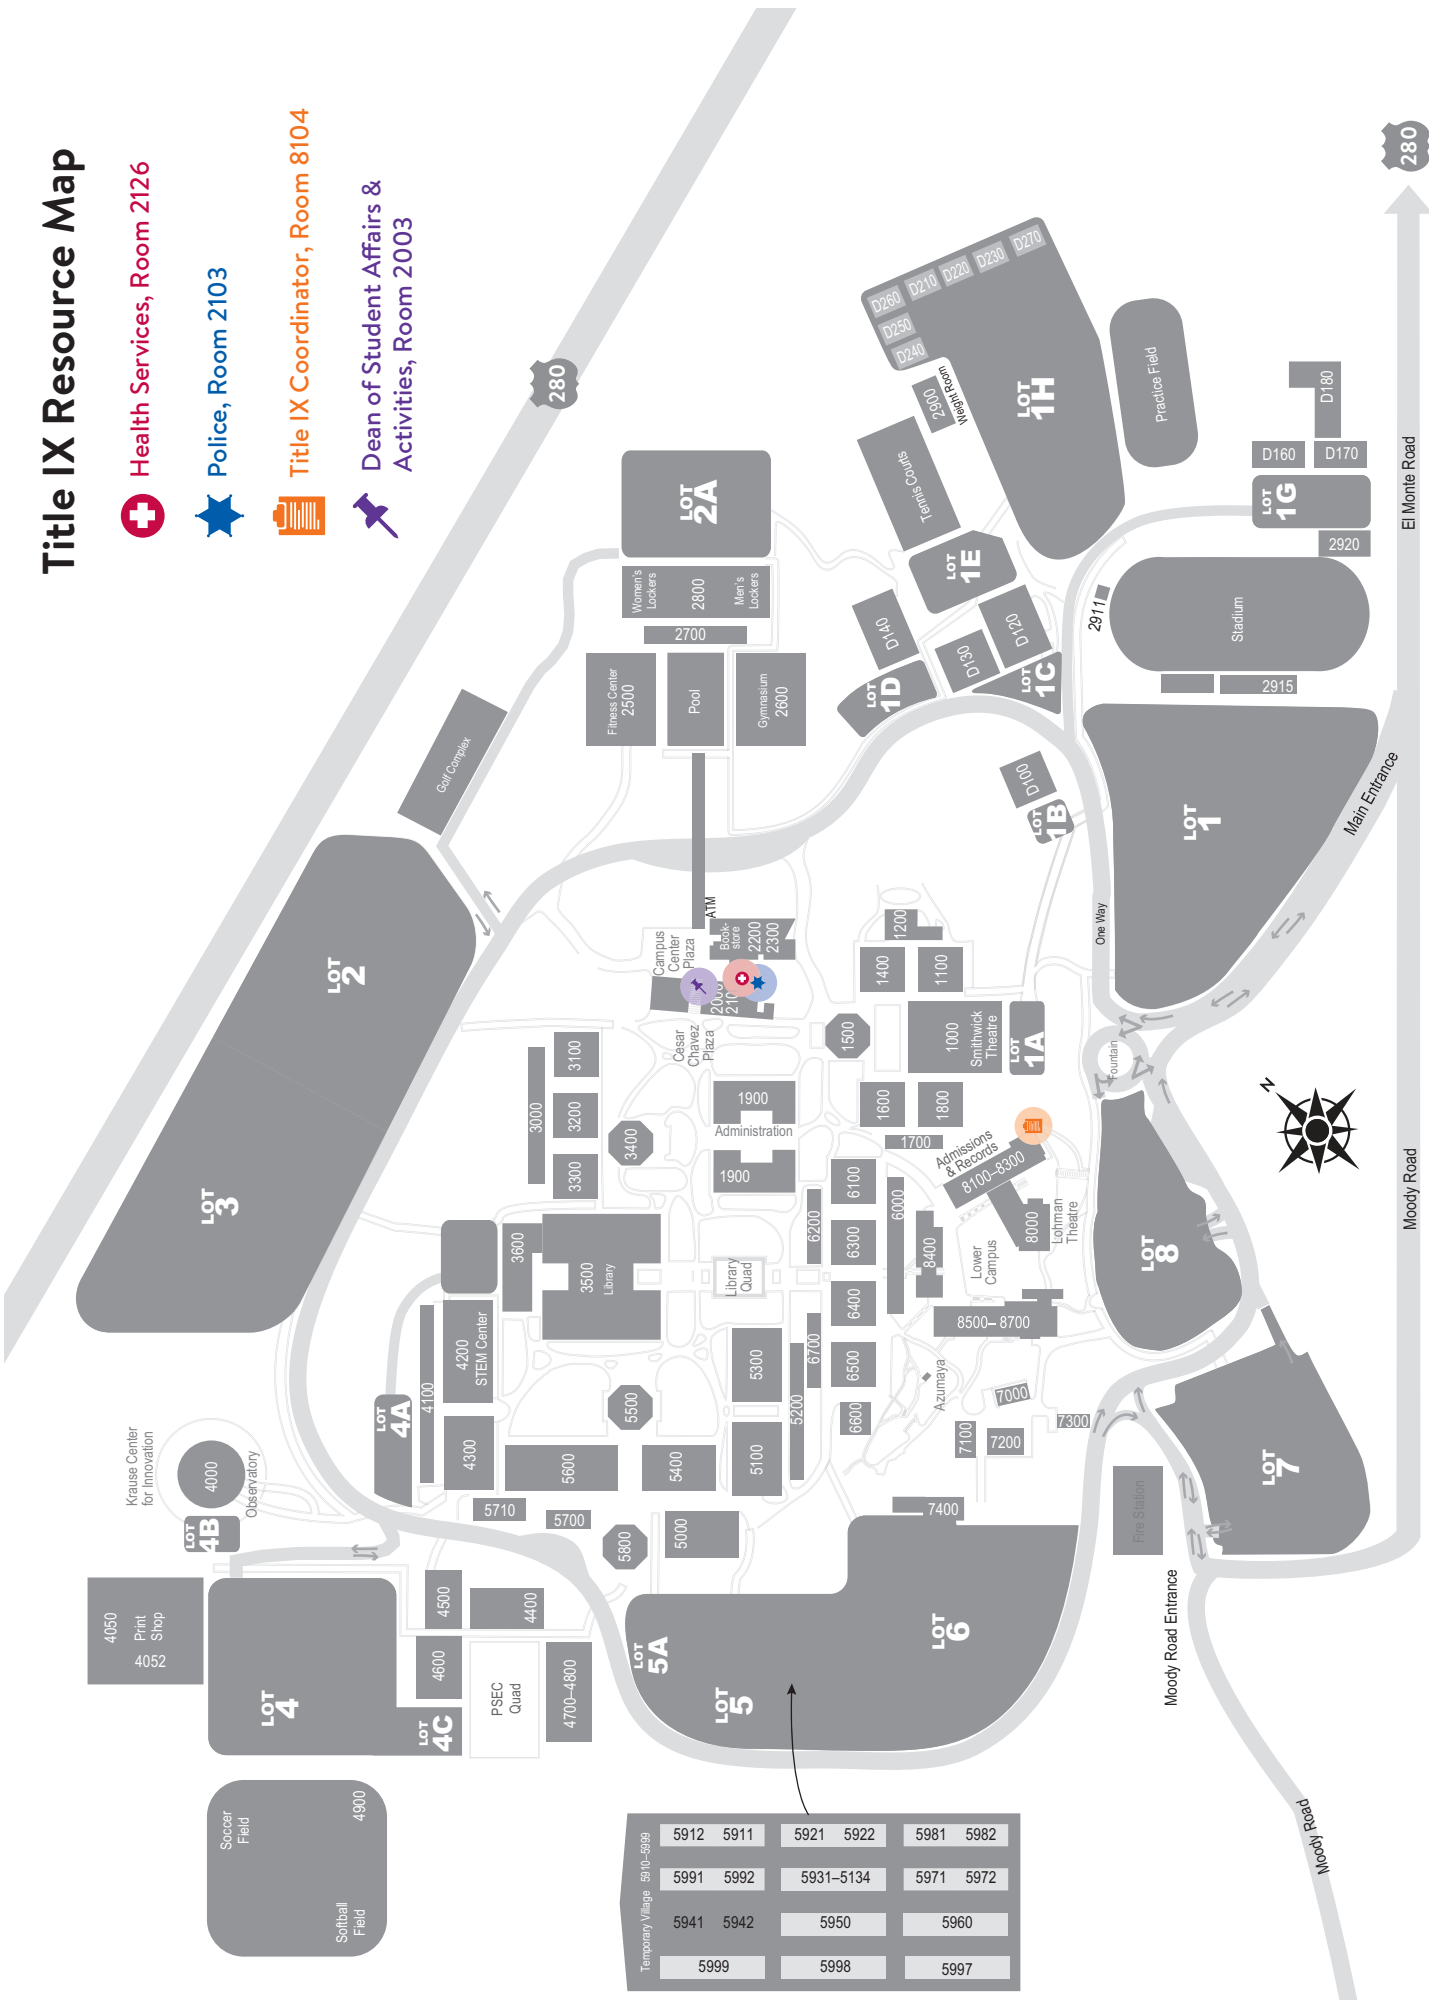 Title IX Resource Map
Health Services, Room 2126
Police, Room 2103
Title IX Coordinator, Room 8104
Dean of Student Affairs &
Activities, Room 2003
280
280
El Monte Road
Moody Road
Main Entrance
One Way
Moody Road Entrance
Moody Road
LOT
1H
D260
D210
D220
D230
D270
D250
D240
2900
Weight Room
Tennis Courts
Practice Field
D180
D160
D170
LOT
1G
2920
Stadium
2911
2915
LOT
1E
D140
D130
D120
LOT
1D
LOT
1C
D100
LOT
1B
LOT
1
LOT
2A
Women's
Lockers
2800
Men's
Lockers
2700
Fitness Center
2500
Pool
Gymnasium
2600
Golf Complex
LOT
2
LOT
3
ATM
Campus
Center
Plaza
Book-
store
2200
2300
2000
Cesar
Chavez
Plaza
1200
1400
1100
1500
1000
Smithwick
Theatre
LOT
1A
Fountain
1600
1800
1700
1900
Administration
1900
3100
3000
3200
3300
3400
Admissions
& Records
8100–8300
8000
Lohman
Theatre
8400
Lower
Campus
8500– 8700
LOT
8
6100
6200
6000
6300
6400
6700
6500
6600
Library
Quad
3500
Library
3600
4200
STEM Center
4100
4300
LOT
4A
5300
5200
5100
5500
5600
5400
5710
5700
5800
5000
Azumaya
7000
7100
7200
7300
7400
LOT
7
Fire Station
Krause Center
for Innovation
4000
Observatory
LOT
4B
4050
Print
Shop
4052
LOT
4
LOT
4C
4500
4400
4600
PSEC
Quad
4700–4800
LOT
5A
LOT
5
LOT
6
Soccer
Field
4900
Softball
Field
Temporary Village 5910–5999
5912 5911
5921 5922
5981 5982
5991 5992
5931–5134
5971 5972
5941 5942
5950
5960
5999
5998
5997
N